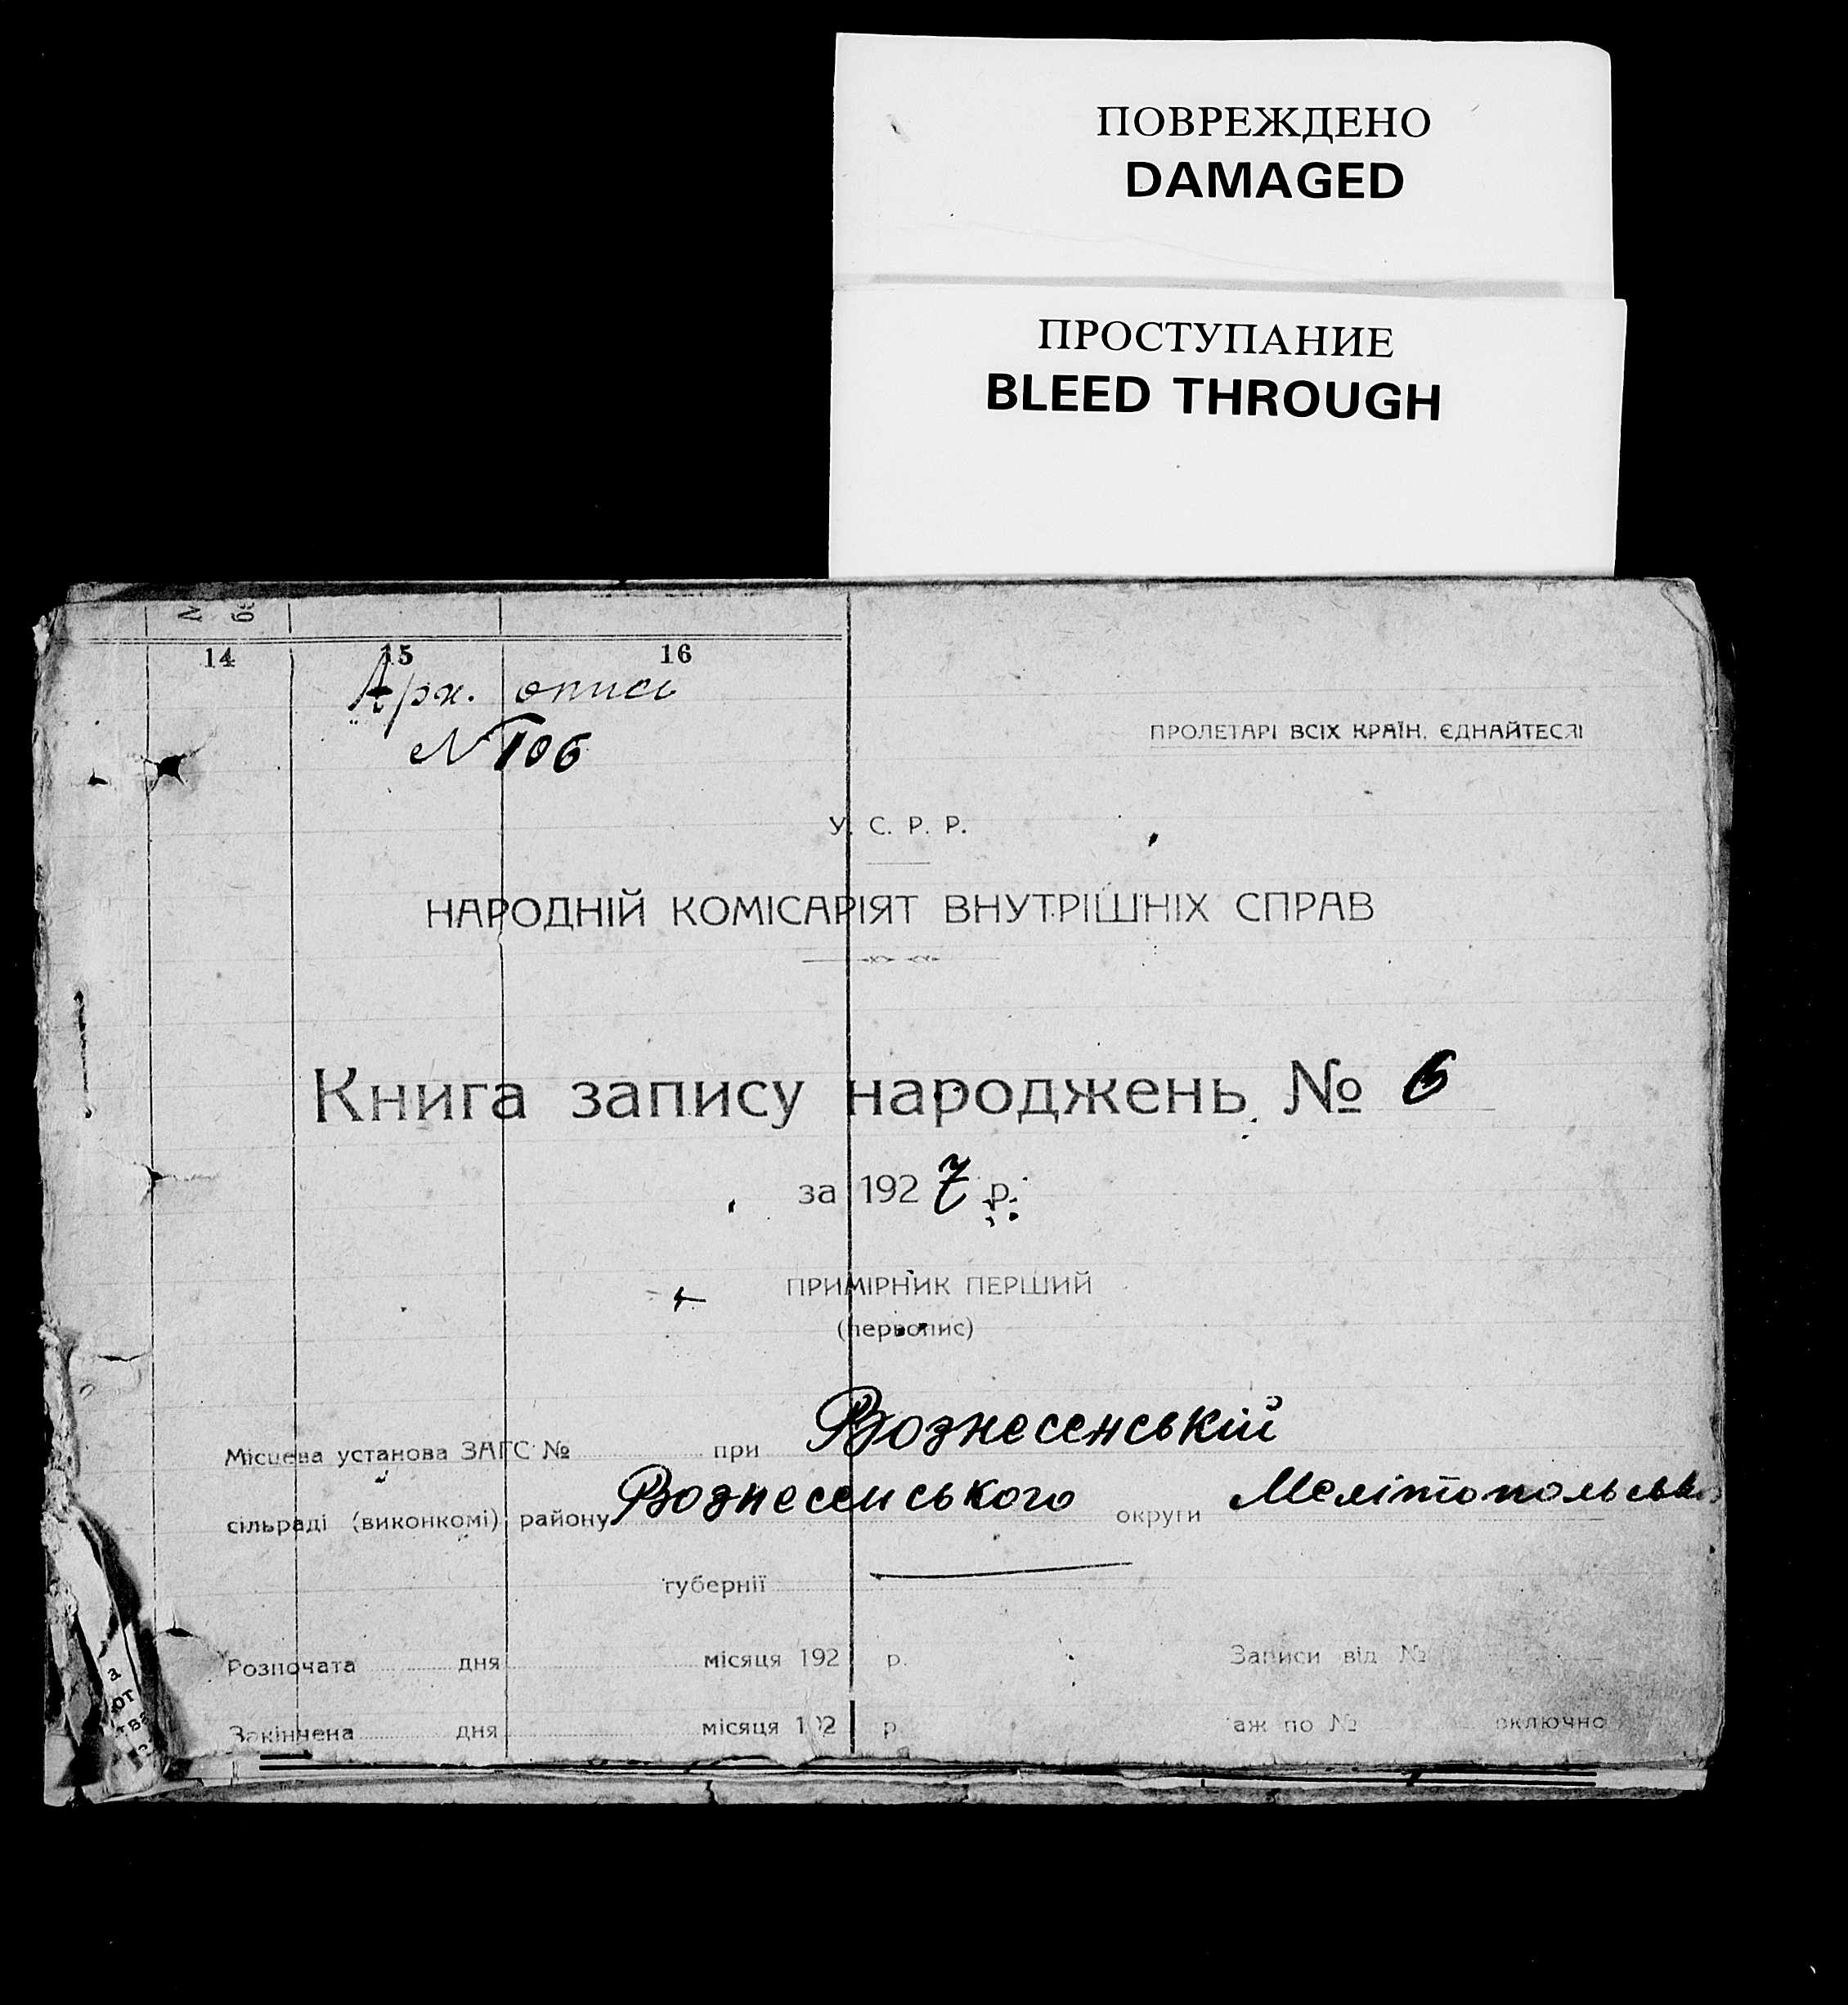 ПОВРЕЖДЕНО
DAMAGED
ПРОСТУПАНИЕ
BLEED THROUGH
14 15 16
Арх. описі
№ 106
ПРОЛЕТАРІ ВСІХ КРАЇН, ЄДНАЙТЕСЯ!
У. С. Р. Р.
НАРОДНІЙ КОМІСАРІЯТ ВНУТРІШНІХ СПРАВ
Книга запису народжень № 6
за 1927 р.
ПРИМІРНИК ПЕРШИЙ
(первопис)
Місцева установа ЗАГС № при Вознесенській
сільраді (виконкомі) району Вознесенського округи
губернії
Розпочата дня місяця 192 р. Записи від №
Закінчена дня місяця 192 р. аж по № включно